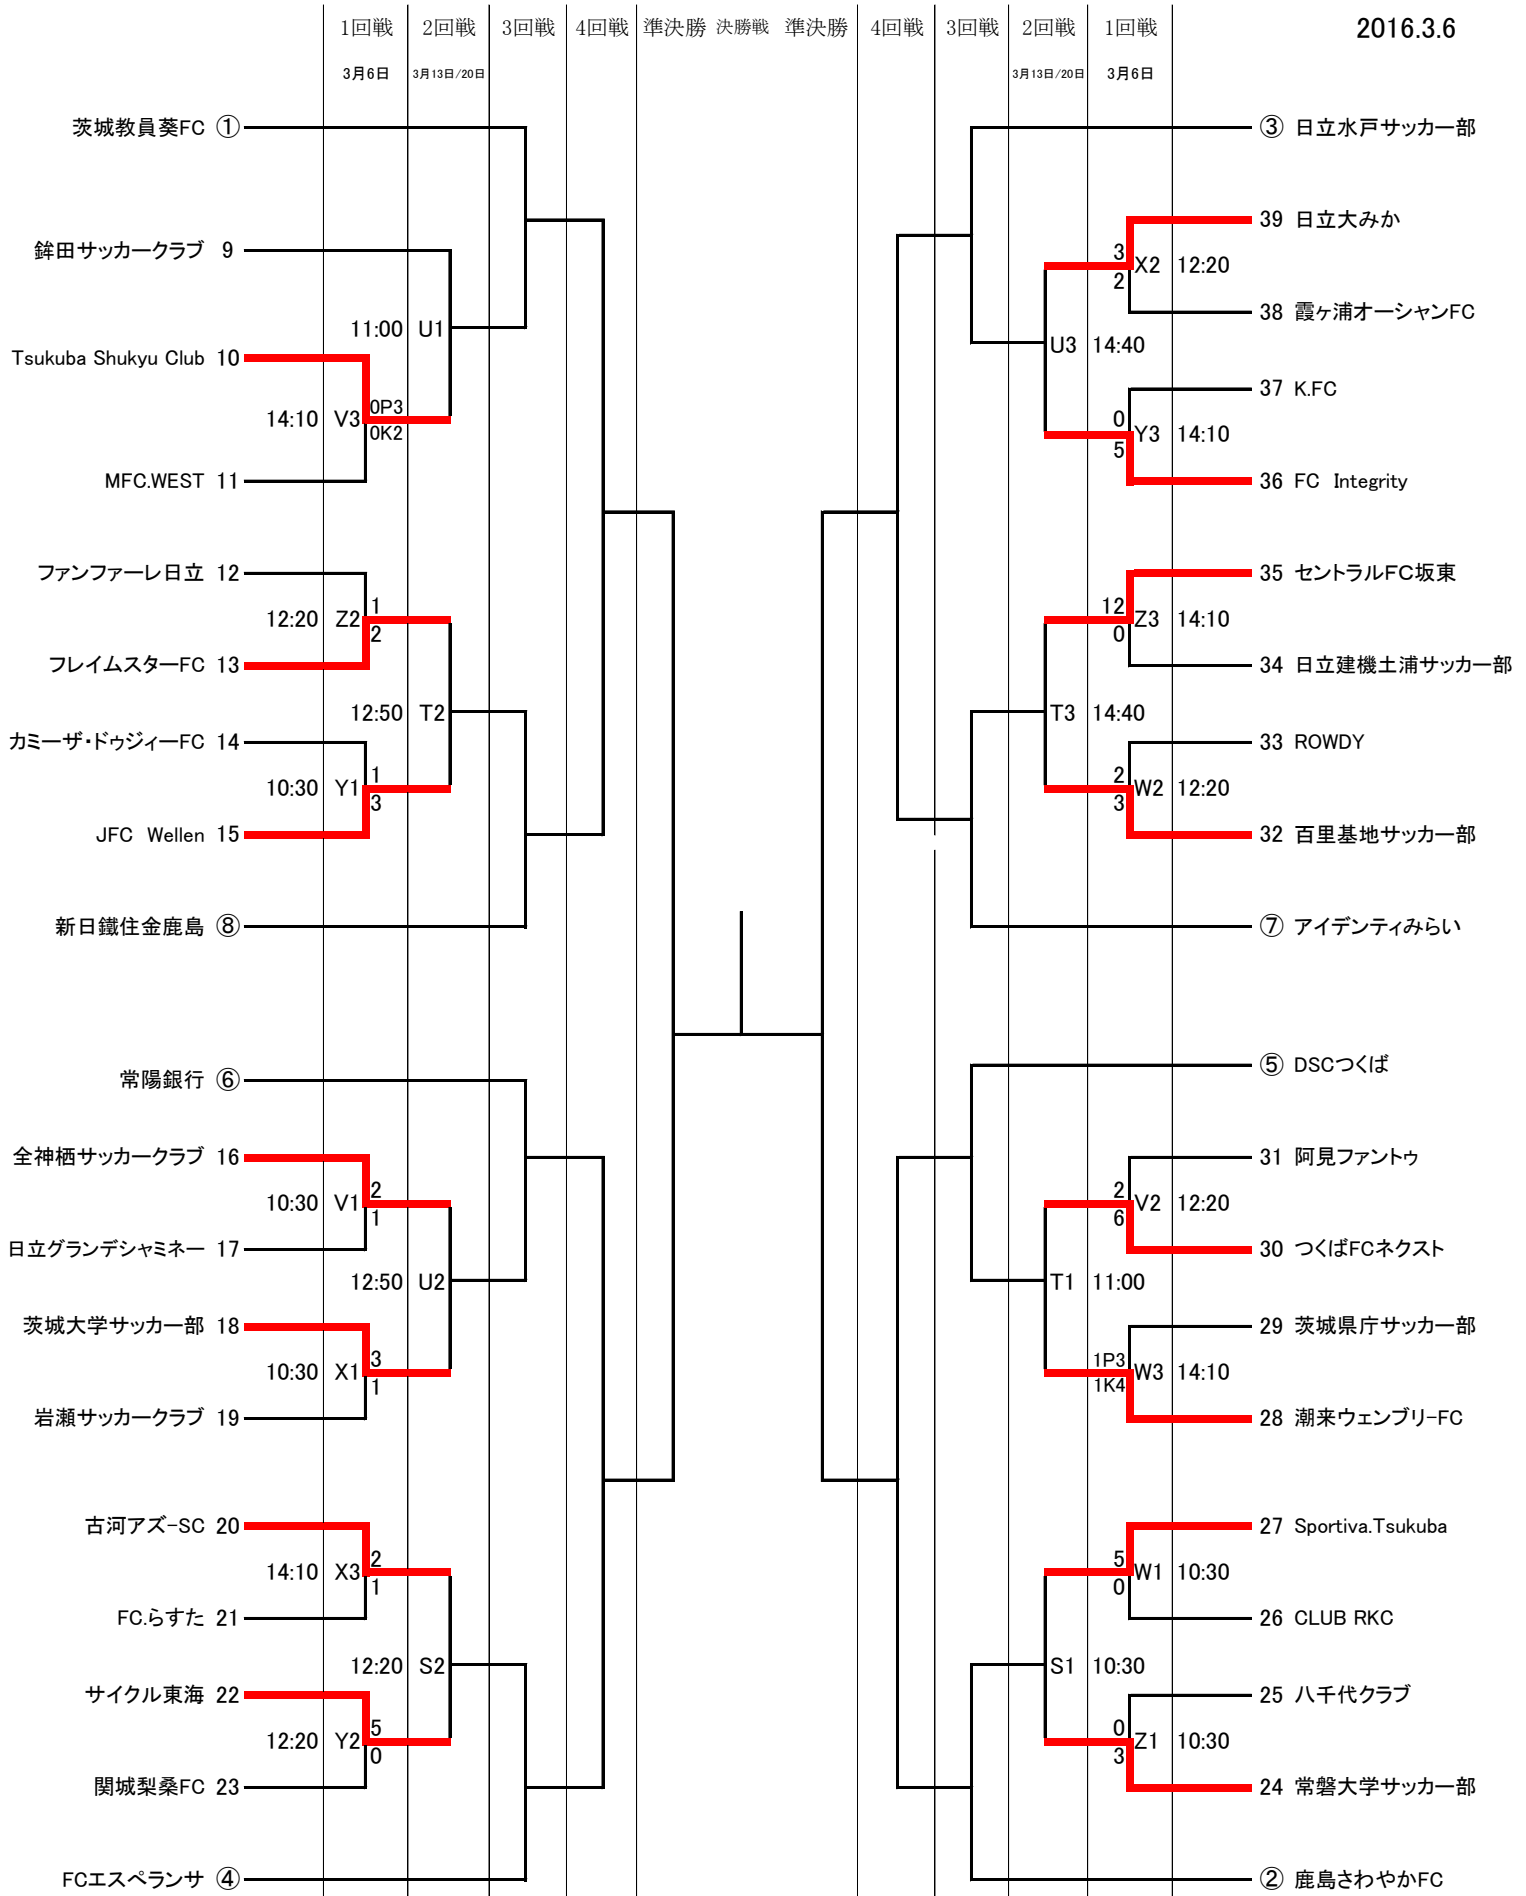 1回戦 2回戦 3回戦 4回戦 準決勝 決勝戦 準決勝 4回戦 3回戦 2回戦 1回戦 2016.3.6
3月6日 3月13日/20日 3月13日/20日 3月6日
茨城教員葵FC ①
鉾田サッカークラブ 9
11:00 U1
Tsukuba Shukyu Club 10
14:10 V3 0P3
0K2
MFC.WEST 11
ファンファーレ日立 12
12:20 Z2 1
2
フレイムスターFC 13
12:50 T2
カミーザ・ドゥジィーFC 14
10:30 Y1 1
3
JFC Wellen 15
新日鐵住金鹿島 ⑧
常陽銀行 ⑥
全神栖サッカークラブ 16
10:30 V1 2
1
日立グランデシャミネー 17
12:50 U2
茨城大学サッカー部 18
10:30 X1 3
1
岩瀬サッカークラブ 19
古河アズ-SC 20
14:10 X3 2
1
FC.らすた 21
12:20 S2
サイクル東海 22
12:20 Y2 5
0
関城梨桑FC 23
FCエスペランサ ④
③ 日立水戸サッカー部
39 日立大みか
3 X2 12:20
2
38 霞ヶ浦オーシャンFC
U3 14:40
37 K.FC
0 Y3 14:10
5
36 FC Integrity
35 セントラルFC坂東
12 Z3 14:10
0
34 日立建機土浦サッカー部
T3 14:40
33 ROWDY
2 W2 12:20
3
32 百里基地サッカー部
⑦ アイデンティみらい
⑤ DSCつくば
31 阿見ファントゥ
2 V2 12:20
6
30 つくばFCネクスト
T1 11:00
29 茨城県庁サッカー部
1P3 W3 14:10
1K4
28 潮来ウェンブリ-FC
27 Sportiva.Tsukuba
5 W1 10:30
0
26 CLUB RKC
S1 10:30
25 八千代クラブ
0 Z1 10:30
3
24 常磐大学サッカー部
② 鹿島さわやかFC